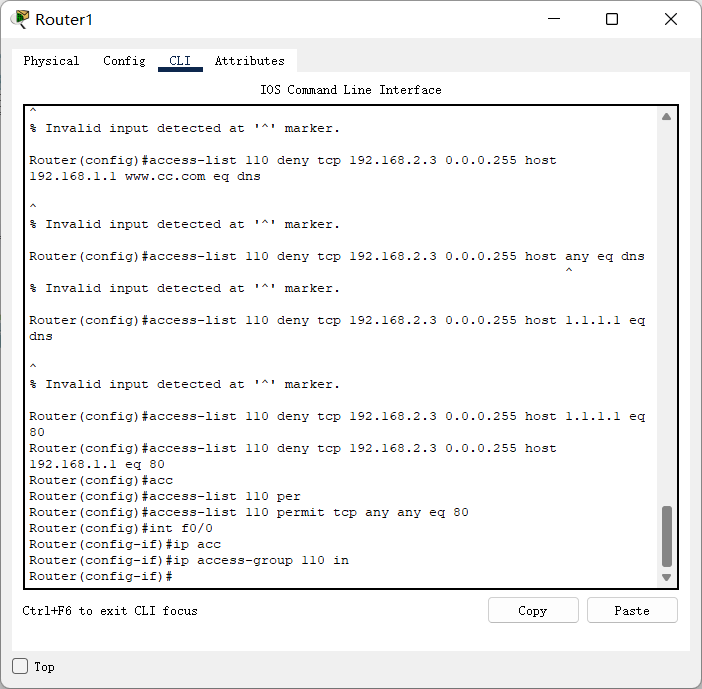 Router1
Physical Config CLI Attributes
IOS Command Line Interface
^
% Invalid input detected at '^' marker.
Router(config)#access-list 110 deny tcp 192.168.2.3 0.0.0.255 host
192.168.1.1 www.cc.com eq dns
^
% Invalid input detected at '^' marker.
Router(config)#access-list 110 deny tcp 192.168.2.3 0.0.0.255 host any eq dns
^
% Invalid input detected at '^' marker.
Router(config)#access-list 110 deny tcp 192.168.2.3 0.0.0.255 host 1.1.1.1 eq
dns
^
% Invalid input detected at '^' marker.
Router(config)#access-list 110 deny tcp 192.168.2.3 0.0.0.255 host 1.1.1.1 eq
80
Router(config)#access-list 110 deny tcp 192.168.2.3 0.0.0.255 host
192.168.1.1 eq 80
Router(config)#acc
Router(config)#access-list 110 per
Router(config)#access-list 110 permit tcp any any eq 80
Router(config)#int f0/0
Router(config-if)#ip acc
Router(config-if)#ip access-group 110 in
Router(config-if)#
Ctrl+F6 to exit CLI focus
Copy Paste
Top